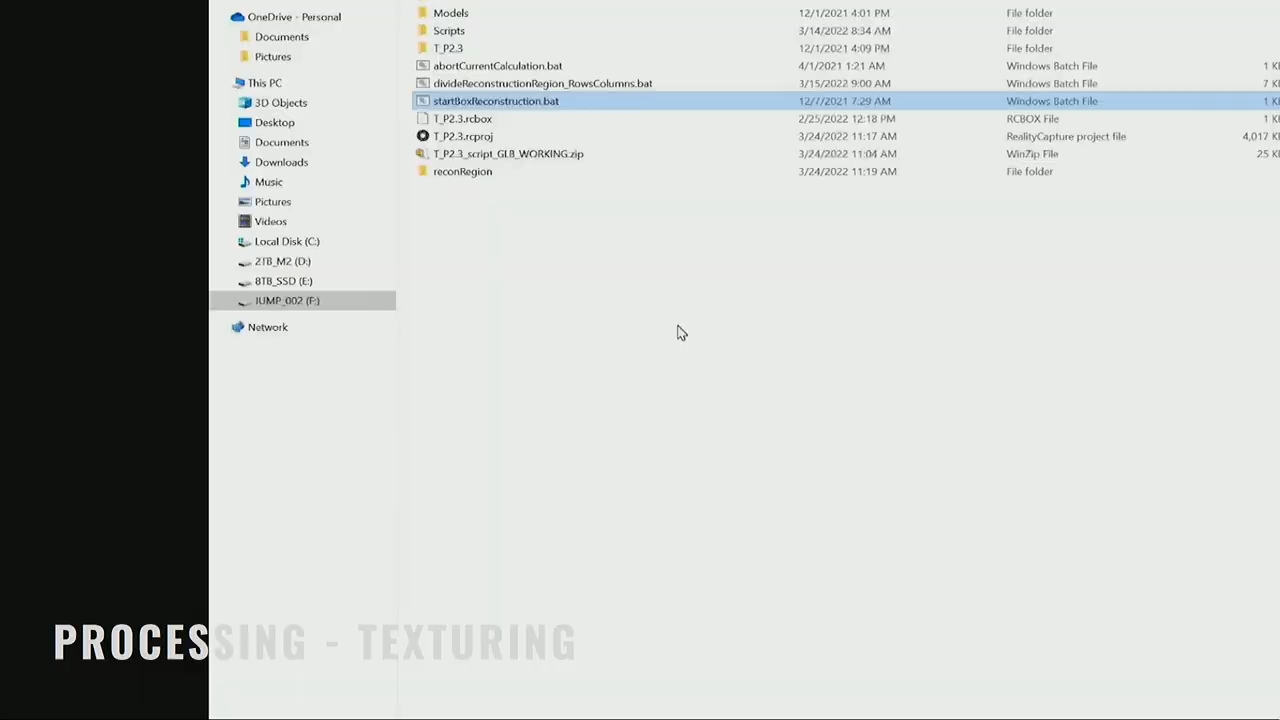 OneDrive - Personal
Documents
Pictures
This PC
3D Objects
Desktop
Documents
Downloads
Music
Pictures
Videos
Local Disk (C:)
2TB_M2 (D:)
8TB_SSD (E:)
JUMP_002 (F:)
Network
Models 12/1/2021 4:01 PM File folder
Scripts 3/14/2022 8:34 AM File folder
T_P2.3 12/1/2021 4:09 PM File folder
abortCurrentCalculation.bat 4/1/2021 1:21 AM Windows Batch File 1 K
divideReconstructionRegion_RowsColumns.bat 3/15/2022 9:00 AM Windows Batch File 7 K
startBoxReconstruction.bat 12/7/2021 7:29 AM Windows Batch File 1 K
T_P2.3.rcbox 2/25/2022 12:18 PM RCBOX File 1 K
T_P2.3.rcproj 3/24/2022 11:17 AM RealityCapture project file 4,017 K
T_P2.3_script_GLB_WORKING.zip 3/24/2022 11:04 AM WinZip File 25 K
reconRegion 3/24/2022 11:19 AM File folder
PROCESSING - TEXTURING